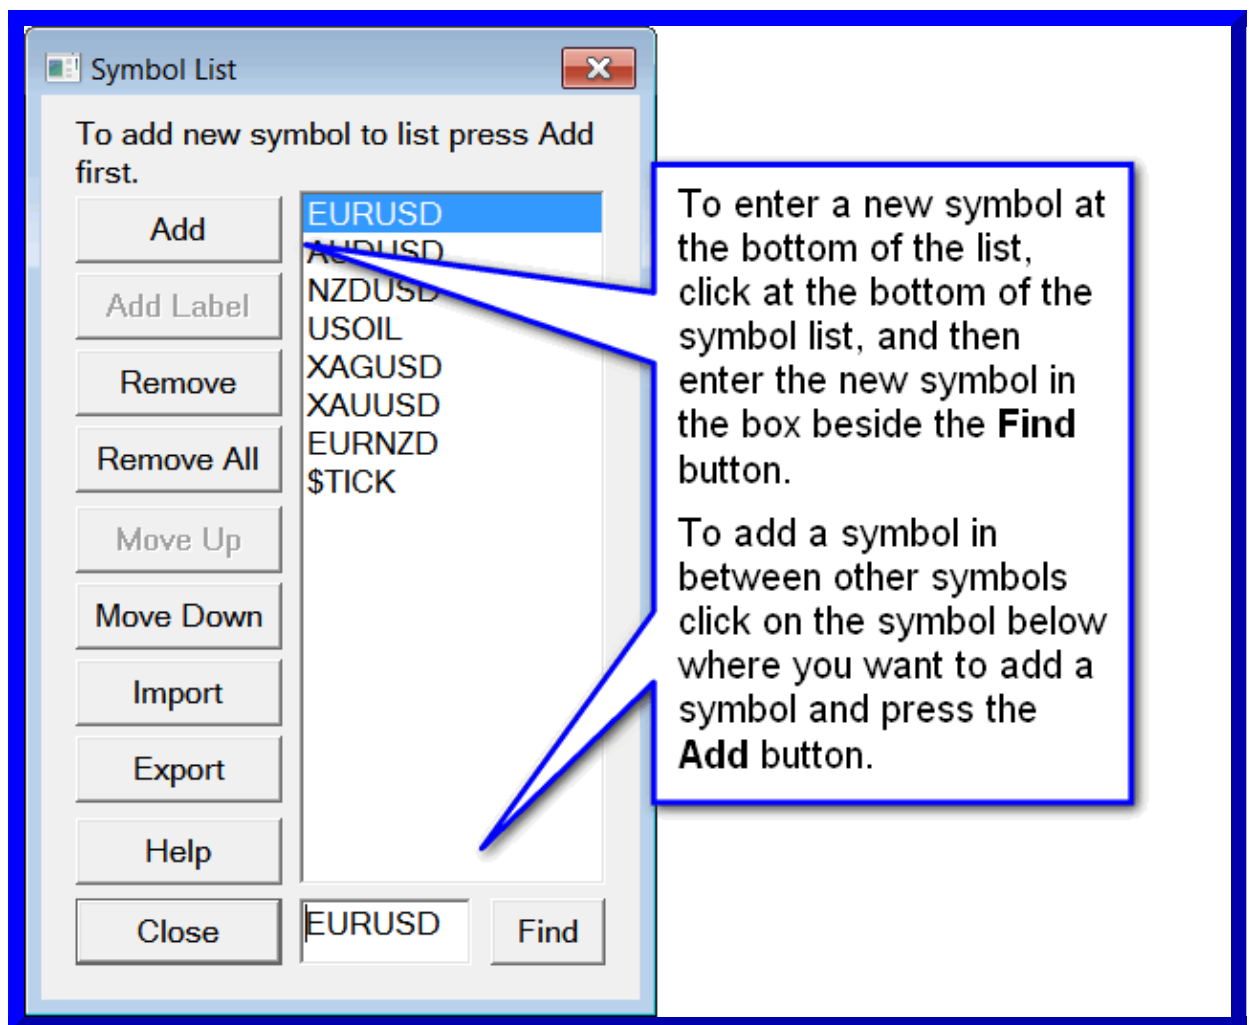 Symbol List
To add new symbol to list press Add
first.
Add
Add Label
Remove
Remove All
Move Up
Move Down
Import
Export
Help
Close
EURUSD
AUDUSD
NZDUSD
USOIL
XAGUSD
XAUUSD
EURNZD
$TICK
EURUSD
Find
To enter a new symbol at
the bottom of the list,
click at the bottom of the
symbol list, and then
enter the new symbol in
the box beside the Find
button.
To add a symbol in
between other symbols
click on the symbol below
where you want to add a
symbol and press the
Add button.